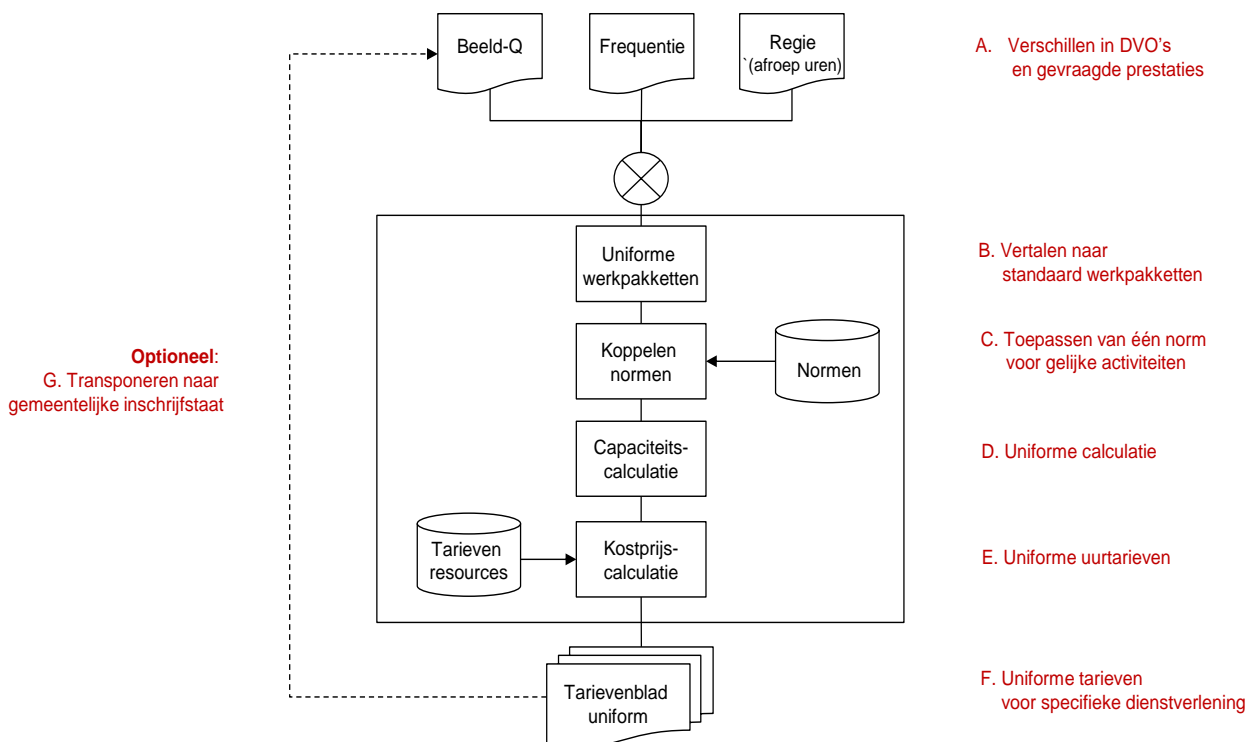 Beeld-Q
Frequentie
Regie
`(afroep uren)
A. Verschillen in DVO's
en gevraagde prestaties
Uniforme
werkpakketten
B. Vertalen naar
standaard werkpakketten
Koppelen
normen
Normen
C. Toepassen van één norm
voor gelijke activiteiten
Optioneel:
G. Transponeren naar
gemeentelijke inschrijfstaat
Capaciteits-
calculatie
D. Uniforme calculatie
Tarieven
resources
Kostprijs-
calculatie
E. Uniforme uurtarieven
Tarievenblad
uniform
F. Uniforme tarieven
voor specifieke dienstverlening